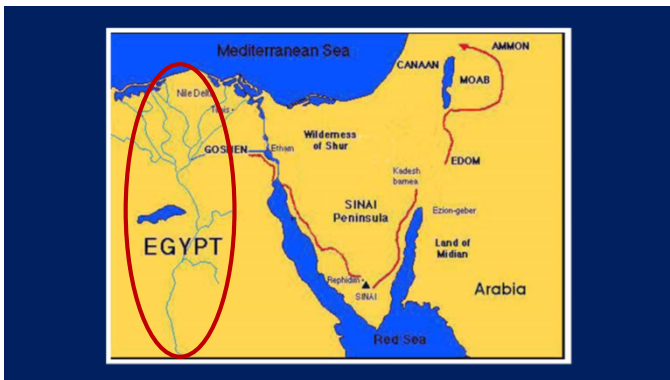 Mediterranean Sea
AMMON
CANAAN
MOAB
Nile Delta
Tanis
Wilderness
of Shur
GOSHEN
Etham
EDOM
Kadesh
barnea
SINAI
Peninsula
Ezion-geber
EGYPT
Land of
Midian
Rephidim
SINAI
Arabia
Red Sea